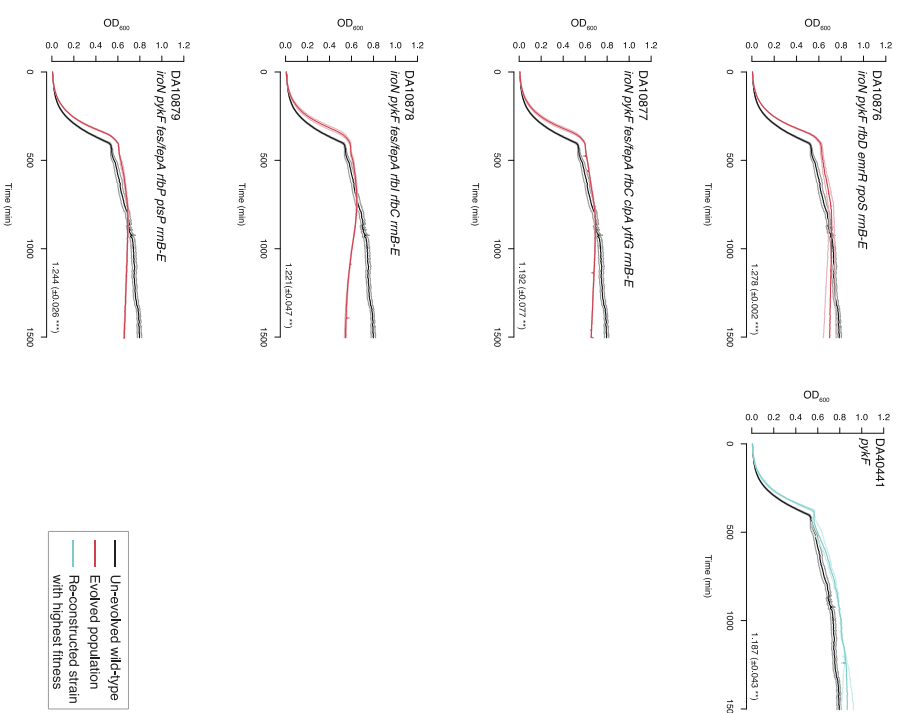 DA10876
iroN pykF rfbD emrR rpoS rrnB-E
OD600
0.0 0.2 0.4 0.6 0.8 1.0 1.2
0 500 1000 1500
Time (min)
1.278 (±0.002 ***)
DA40441
pykF
OD600
0.0 0.2 0.4 0.6 0.8 1.0 1.2
0 500 1000 150
Time (min)
1.187 (±0.043 **)
DA10877
iroN pykF fes/fepA rfbC clpA ytfG rrnB-E
OD600
0.0 0.2 0.4 0.6 0.8 1.0 1.2
0 500 1000 1500
Time (min)
1.192 (±0.077 **)
DA10878
iroN pykF fes/fepA rfbI rfbC rrnB-E
OD600
0.0 0.2 0.4 0.6 0.8 1.0 1.2
0 500 1000 1500
Time (min)
1.221(±0.047 **)
DA10879
iroN pykF fes/fepA rfbP ptsP rrnB-E
OD600
0.0 0.2 0.4 0.6 0.8 1.0 1.2
0 500 1000 1500
Time (min)
1.244 (±0.026 ***)
Un-evolved wild-type
Evolved population
Re-constructed strain
with highest fitness